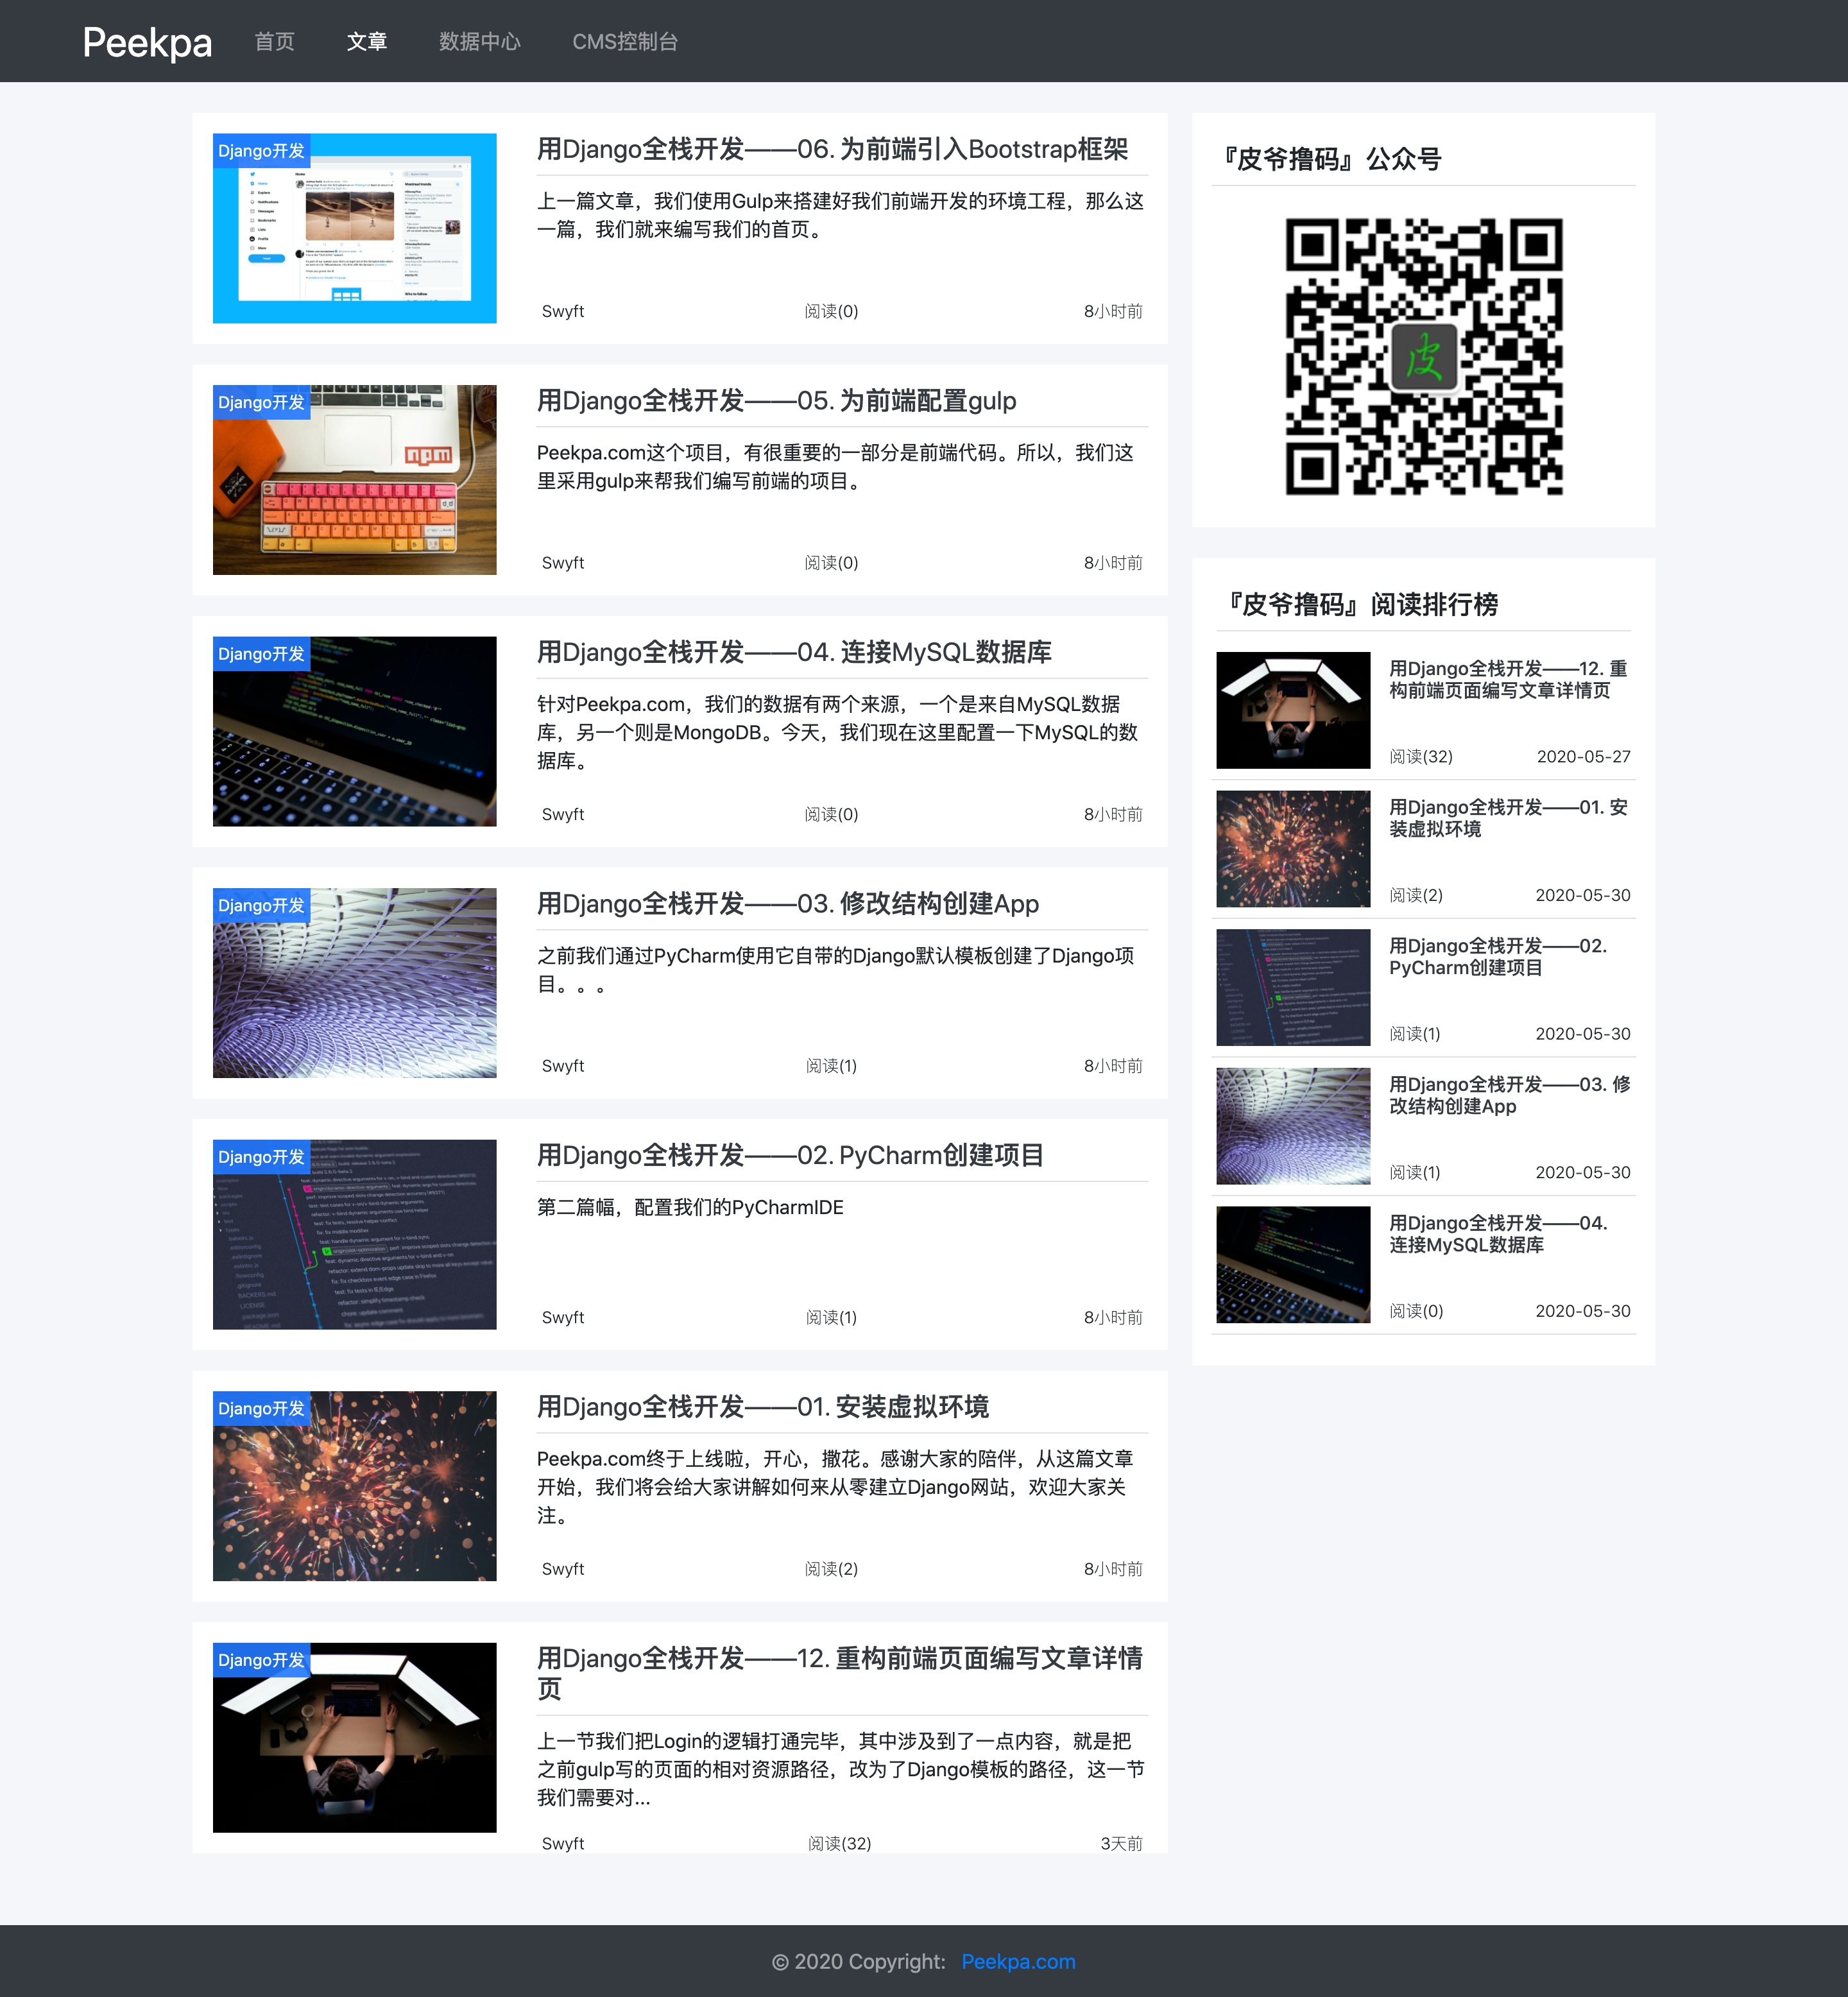 Peekpa 首页 文章 数据中心 CMS控制台
Django开发
用Django全栈开发——06. 为前端引入Bootstrap框架
上一篇文章，我们使用Gulp来搭建好我们前端开发的环境工程，那么这
一篇，我们就来编写我们的首页。
Swyft 阅读(0) 8小时前
Django开发
npm
用Django全栈开发——05. 为前端配置gulp
Peekpa.com这个项目，有很重要的一部分是前端代码。所以，我们这
里采用gulp来帮我们编写前端的项目。
Swyft 阅读(0) 8小时前
Django开发
用Django全栈开发——04. 连接MySQL数据库
针对Peekpa.com，我们的数据有两个来源，一个是来自MySQL数据
库，另一个则是MongoDB。今天，我们现在这里配置一下MySQL的数
据库。
Swyft 阅读(0) 8小时前
Django开发
用Django全栈开发——03. 修改结构创建App
之前我们通过PyCharm使用它自带的Django默认模板创建了Django项
目。。。
Swyft 阅读(1) 8小时前
Django开发
用Django全栈开发——02. PyCharm创建项目
第二篇幅，配置我们的PyCharmIDE
Swyft 阅读(1) 8小时前
Django开发
用Django全栈开发——01. 安装虚拟环境
Peekpa.com终于上线啦，开心，撒花。感谢大家的陪伴，从这篇文章
开始，我们将会给大家讲解如何来从零建立Django网站，欢迎大家关
注。
Swyft 阅读(2) 8小时前
Django开发
用Django全栈开发——12. 重构前端页面编写文章详情
页
上一节我们把Login的逻辑打通完毕，其中涉及到了一点内容，就是把
之前gulp写的页面的相对资源路径，改为了Django模板的路径，这一节
我们需要对...
Swyft 阅读(32) 3天前
『皮爷撸码』公众号
皮
『皮爷撸码』阅读排行榜
用Django全栈开发——12. 重
构前端页面编写文章详情页
阅读(32) 2020-05-27
用Django全栈开发——01. 安
装虚拟环境
阅读(2) 2020-05-30
用Django全栈开发——02.
PyCharm创建项目
阅读(1) 2020-05-30
用Django全栈开发——03. 修
改结构创建App
阅读(1) 2020-05-30
用Django全栈开发——04.
连接MySQL数据库
阅读(0) 2020-05-30
© 2020 Copyright: Peekpa.com